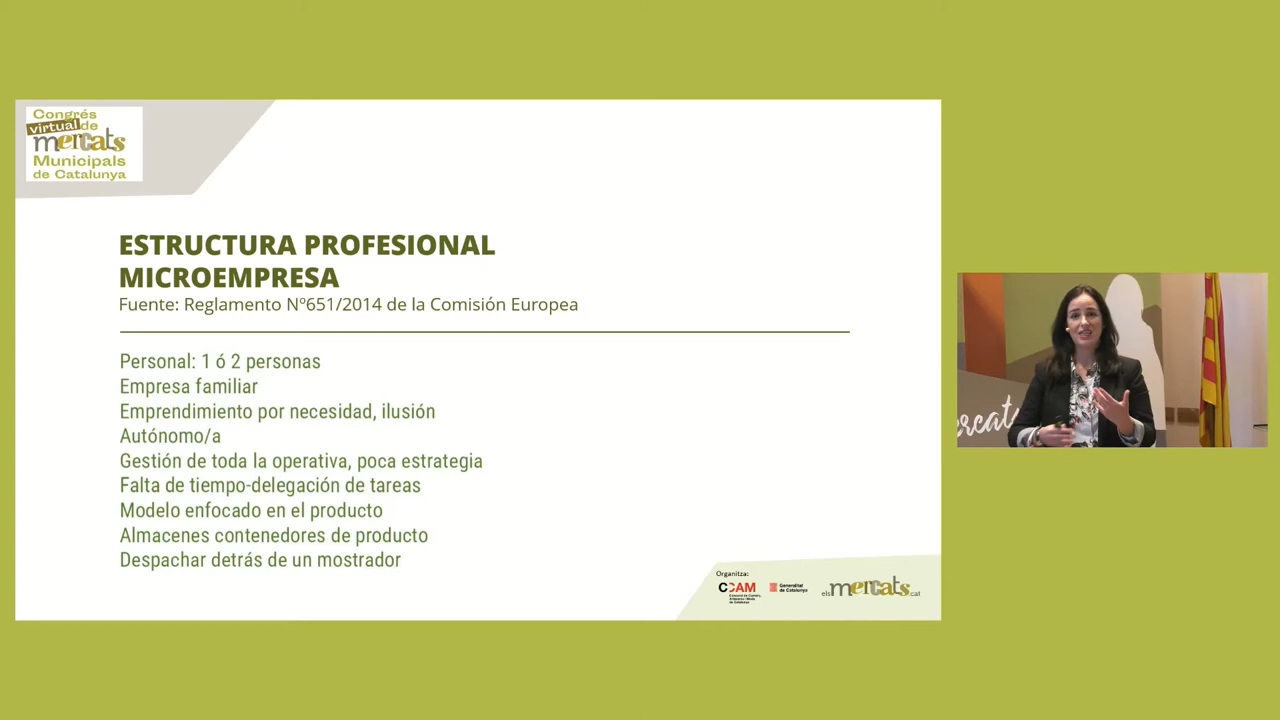 Congrés
virtual de
mercats
Municipals
de Catalunya
ESTRUCTURA PROFESIONAL
MICROEMPRESA
Fuente: Reglamento Nº651/2014 de la Comisión Europea
Personal: 1 ó 2 personas
Empresa familiar
Emprendimiento por necesidad, ilusión
Autónomo/a
Gestión de toda la operativa, poca estrategia
Falta de tiempo-delegación de tareas
Modelo enfocado en el producto
Almacenes contenedores de producto
Despachar detrás de un mostrador
Organitza:
CCAM
Generalitat
de Catalunya
elsmercats.cat